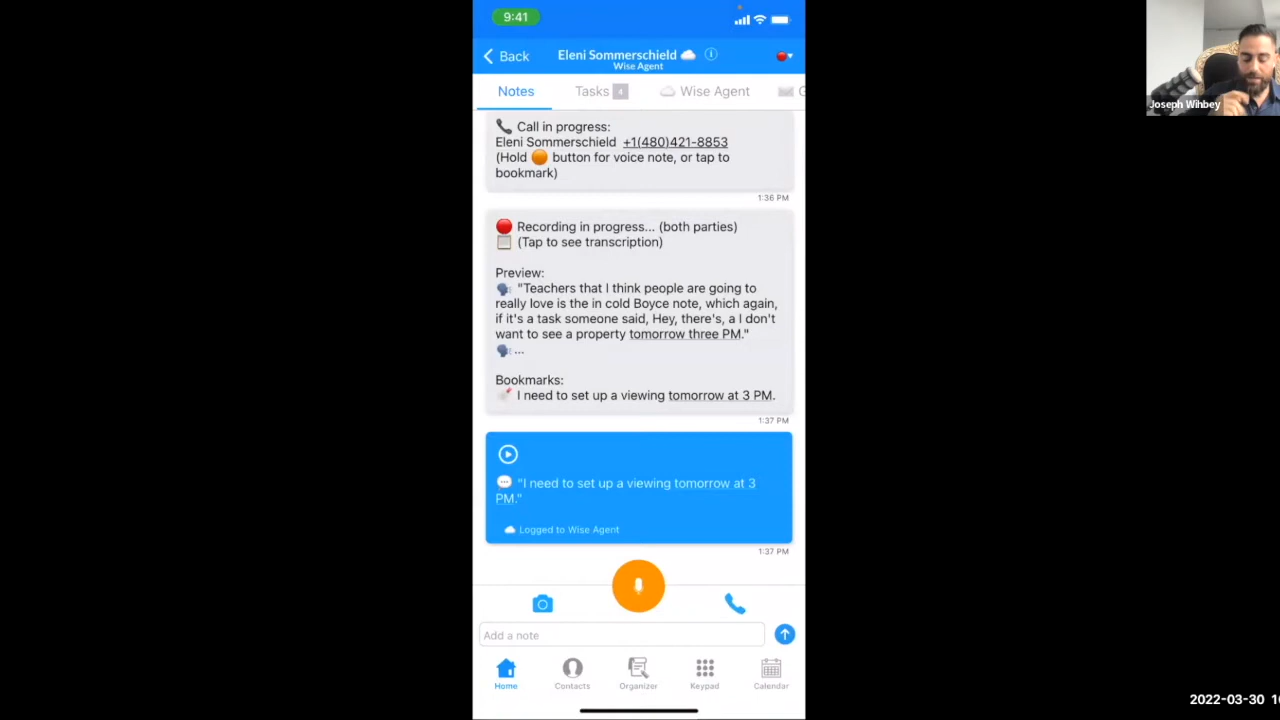 9:41
Back
Eleni Sommerschield
Wise Agent
Notes
Tasks 4
Wise Agent
G
Call in progress:
Eleni Sommerschield +1(480)421-8853
(Hold button for voice note, or tap to
bookmark)
1:36 PM
Recording in progress... (both parties)
(Tap to see transcription)
Preview:
"Teachers that I think people are going to
really love is the in cold Boyce note, which again,
if it's a task someone said, Hey, there's, a I don't
want to see a property tomorrow three PM."
...
Bookmarks:
I need to set up a viewing tomorrow at 3 PM.
1:37 PM
"I need to set up a viewing tomorrow at 3
PM."
Logged to Wise Agent
1:37 PM
Add a note
Home
Contacts
Organizer
Keypad
Calendar
Joseph Wihbey
2022-03-30